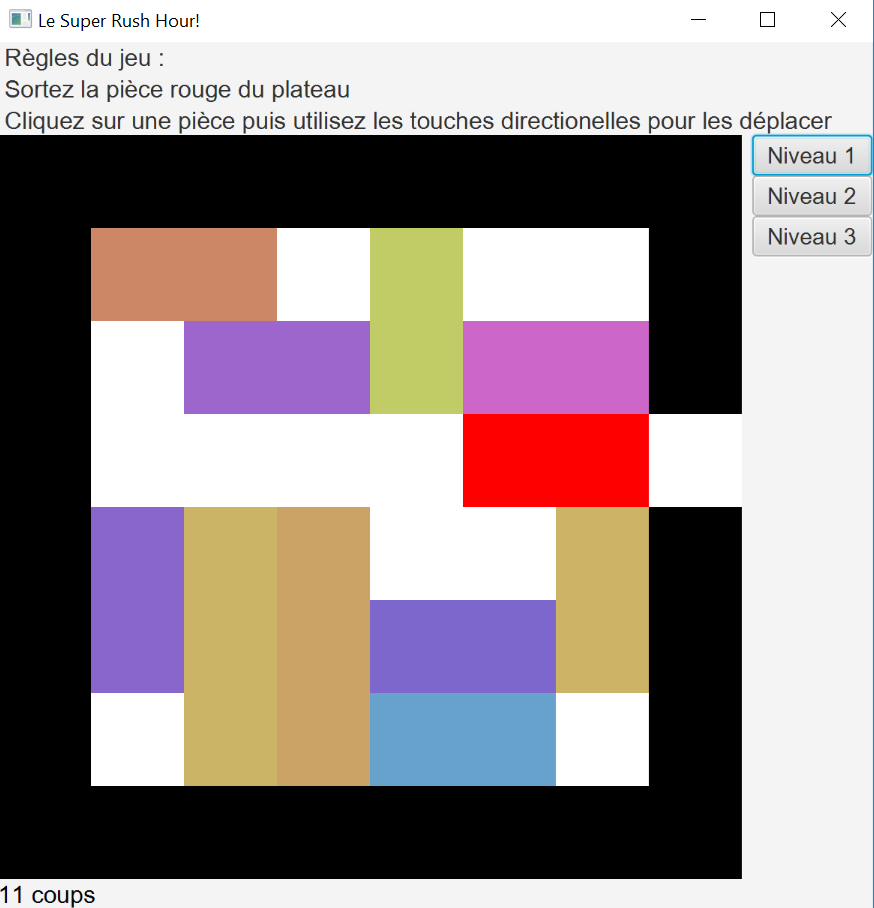 Le Super Rush Hour!
Règles du jeu :
Sortez la pièce rouge du plateau
Cliquez sur une pièce puis utilisez les touches directionelles pour les déplacer
Niveau 1
Niveau 2
Niveau 3
11 coups